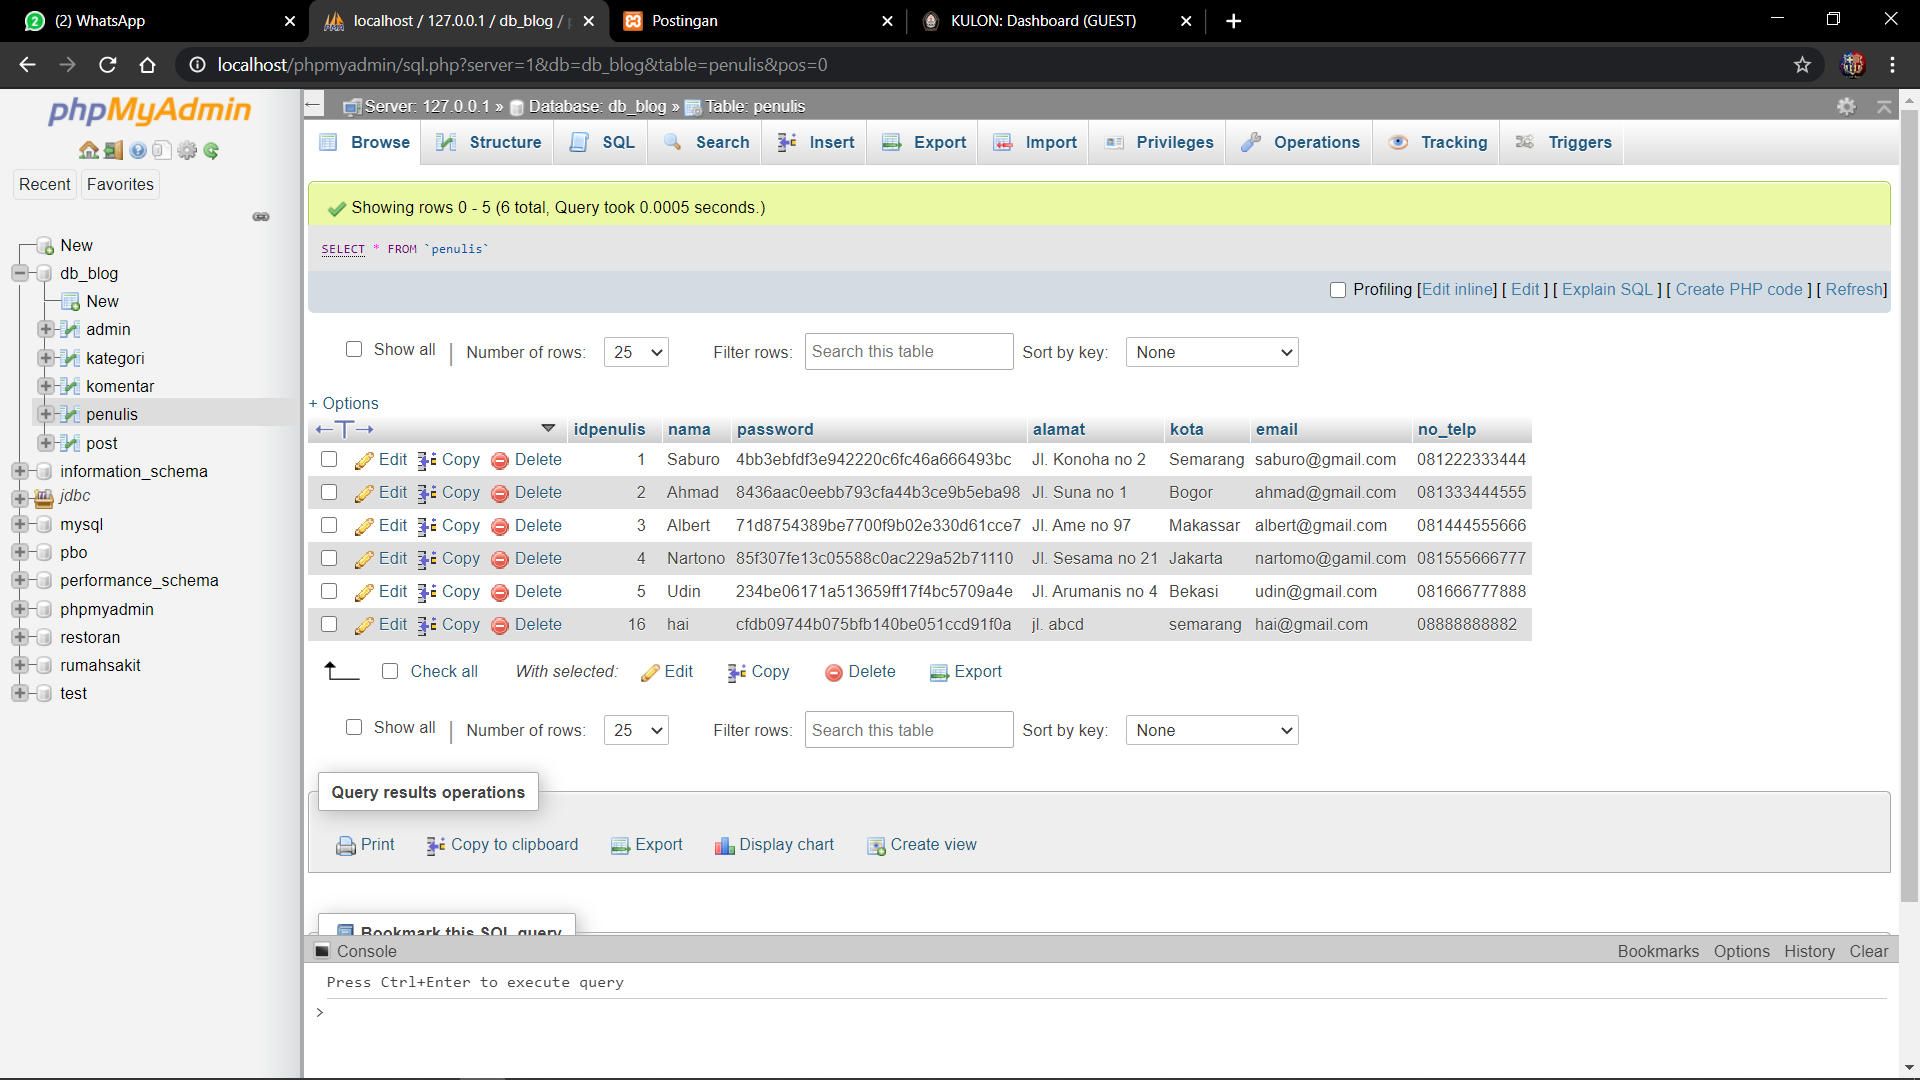 (2) WhatsApp
localhost / 127.0.0.1 / db_blog / p
Postingan
KULON: Dashboard (GUEST)
localhost/phpmyadmin/sql.php?server=1&db=db_blog&table=penulis&pos=0
phpMyAdmin
Recent Favorites
New
db_blog
New
admin
kategori
komentar
penulis
post
information_schema
jdbc
mysql
pbo
performance_schema
phpmyadmin
restoran
rumahsakit
test
Server: 127.0.0.1 » Database: db_blog » Table: penulis
Browse Structure SQL Search Insert Export Import Privileges Operations Tracking Triggers
Showing rows 0 - 5 (6 total, Query took 0.0005 seconds.)
SELECT * FROM `penulis`
Profiling [Edit inline] [ Edit ] [ Explain SQL ] [ Create PHP code ] [ Refresh]
Show all | Number of rows: 25 Filter rows: Search this table Sort by key: None
+ Options
idpenulis nama password alamat kota email no_telp
Edit Copy Delete 1 Saburo 4bb3ebfdf3e942220c6fc46a666493bc Jl. Konoha no 2 Semarang saburo@gmail.com 081222333444
Edit Copy Delete 2 Ahmad 8436aac0eebb793cfa44b3ce9b5eba98 Jl. Suna no 1 Bogor ahmad@gmail.com 081333444555
Edit Copy Delete 3 Albert 71d8754389be7700f9b02e330d61cce7 Jl. Ame no 97 Makassar albert@gmail.com 081444555666
Edit Copy Delete 4 Nartono 85f307fe13c05588c0ac229a52b71110 Jl. Sesama no 21 Jakarta nartomo@gamil.com 081555666777
Edit Copy Delete 5 Udin 234be06171a513659ff17f4bc5709a4e Jl. Arumanis no 4 Bekasi udin@gmail.com 081666777888
Edit Copy Delete 16 hai cfdb09744b075bfb140be051ccd91f0a jl. abcd semarang hai@gmail.com 08888888882
Check all With selected: Edit Copy Delete Export
Show all | Number of rows: 25 Filter rows: Search this table Sort by key: None
Query results operations
Print Copy to clipboard Export Display chart Create view
Bookmark this SQL query
Console Bookmarks Options History Clear
Press Ctrl+Enter to execute query
>